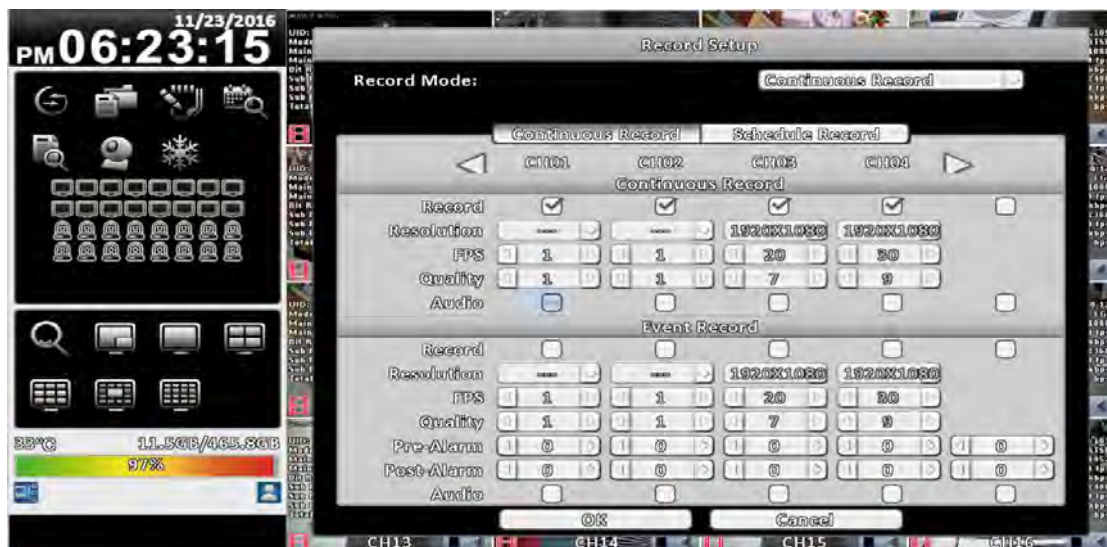 11/23/2016
PM 06:23:15
33°C 11.5GB/465.8GB
97%
UID:
Record Setup
Record Mode: Continuous Record
Continuous Record Schedule Record
CH01 CH02 CH03 CH04
Continuous Record
Record
Resolution --- --- 1920X1080 1920X1080
FPS 1 1 20 30
Quality 1 1 7 9
Audio
Event Record
Record
Resolution --- --- 1920X1080 1920X1080
FPS 1 1 20 30
Quality 1 1 7 9
Pre-Alarm 0 0 0 0 0
Post-Alarm 0 0 0 0 0
Audio
OK Cancel
CH13 CH14 CH15 CH16